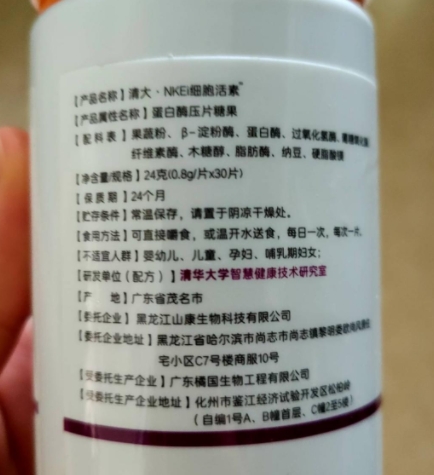 【产品名称】清大·NKEi细胞活素™
【产品属性名称】蛋白酶压片糖果
【配料表】果蔬粉、β-淀粉酶、蛋白酶、过氧化氢酶、
纤维素酶、木糖醇、脂肪酶、纳豆、硬脂酸镁
【净含量/规格】24克(0.8g/片x30片)
【保质期】24个月
【贮存条件】常温保存，请置于阴凉干燥处。
【食用方法】可直接嚼食，或温开水送食，每日一次，每次一片。
【不适宜人群】婴幼儿、儿童、孕妇、哺乳期妇女；
【研发单位（配方）】清华大学智慧健康技术研究室
【产 地】广东省茂名市
【委托企业】黑龙江山康生物科技有限公司
【委托企业地址】黑龙江省哈尔滨市尚志市尚志镇黎明委
宅小区C7号楼商服10号
【受委托生产企业】广东橘国生物工程有限公司
【受委托生产企业地址】化州市鉴江经济试验开发区松柏岭
（自编1号A、B幢首层、C幢2至5楼）